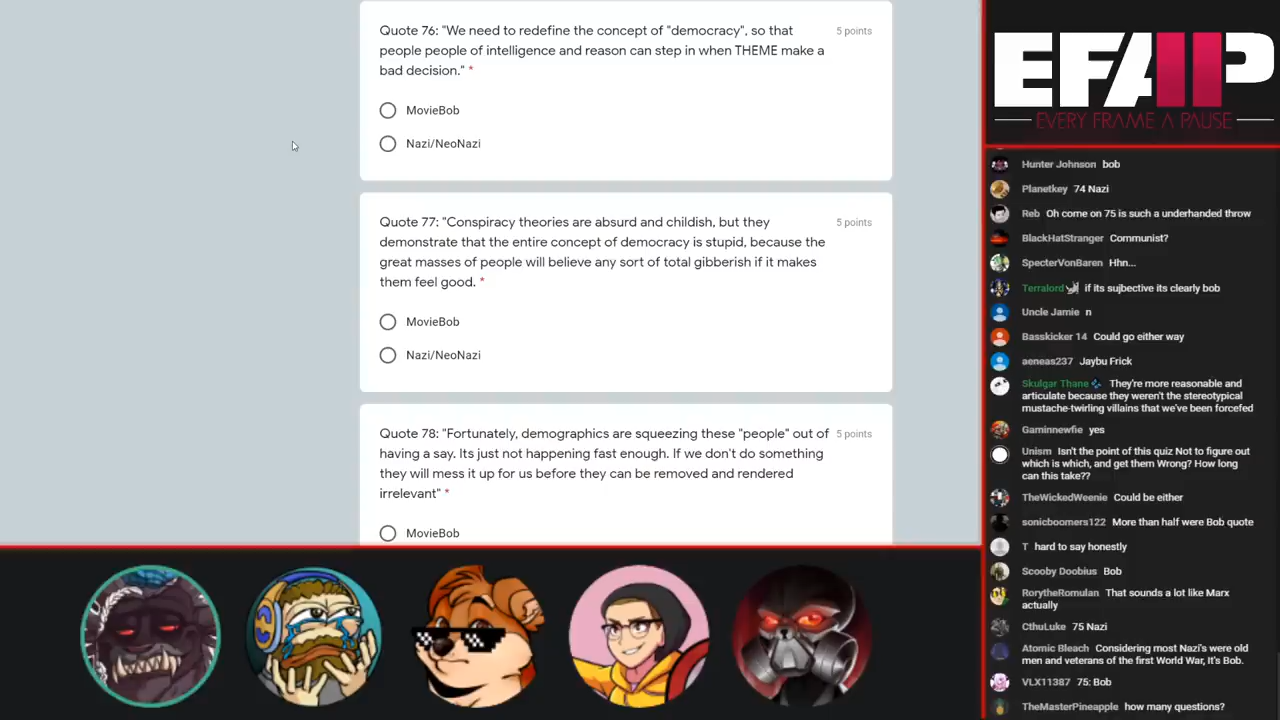 Quote 76: "We need to redefine the concept of "democracy", so that
people people of intelligence and reason can step in when THEME make a
bad decision." *
5 points
MovieBob
Nazi/NeoNazi
Quote 77: "Conspiracy theories are absurd and childish, but they
demonstrate that the entire concept of democracy is stupid, because the
great masses of people will believe any sort of total gibberish if it makes
them feel good. *
5 points
MovieBob
Nazi/NeoNazi
Quote 78: "Fortunately, demographics are squeezing these "people" out of
having a say. Its just not happening fast enough. If we don't do something
they will mess it up for us before they can be removed and rendered
irrelevant" *
5 points
MovieBob
EFAP
EVERY FRAME A PAUSE
Hunter Johnson bob
Planetkey 74 Nazi
Reb Oh come on 75 is such a underhanded throw
BlackHatStranger Communist?
SpecterVonBaren Hhn...
Terralord if its sujbective its clearly bob
Uncle Jamie n
Basskicker 14 Could go either way
aeneas237 Jaybu Frick
Skulgar Thane They're more reasonable and
articulate because they weren't the stereotypical
mustache-twirling villains that we've been forcefed
Gaminnewfie yes
Unism Isn't the point of this quiz Not to figure out
which is which, and get them Wrong? How long
can this take??
TheWickedWeenie Could be either
sonicboomers122 More than half were Bob quote
T hard to say honestly
Scooby Doobius Bob
RorytheRomulan That sounds a lot like Marx
actually
CthuLuke 75 Nazi
Atomic Bleach Considering most Nazi's were old
men and veterans of the first World War, It's Bob.
VLX11387 75: Bob
TheMasterPineapple how many questions?